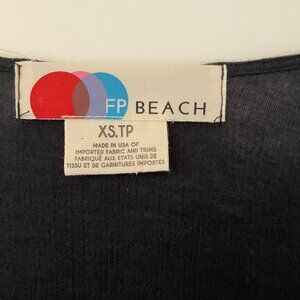 FP BEACH
XS.TP
MADE IN USA OF
IMPORTED FABRIC AND TRIMS
FABRIQUÉ AUX ETATS UNIS DE
TISSU ET DE GARNITURES IMPORTÉES